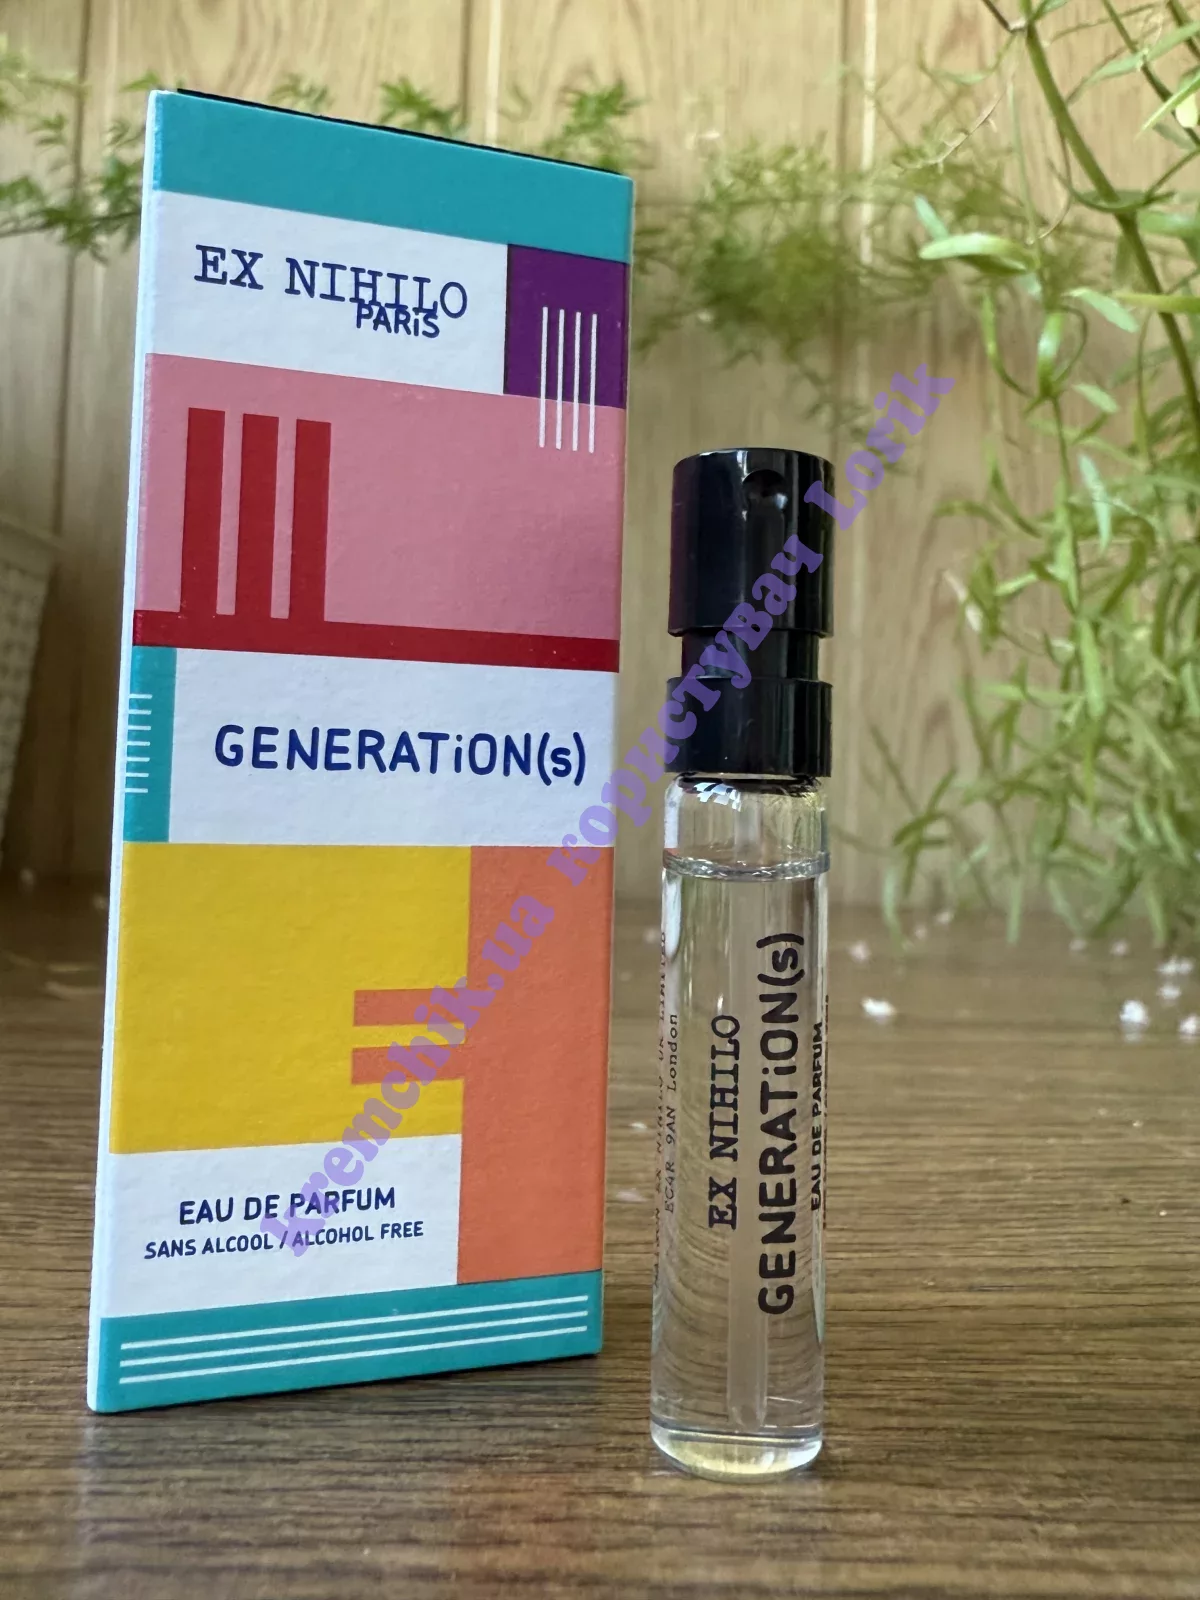 EX NIHILO
PARiS
GENERATiON(s)
EAU DE PARFUM
SANS ALCOOL / ALCOHOL FREE
EC4R 9AN London
EX NIHILO
GENERATiON(s)
EAU DE PARFUM
kremchik.ua користувач Lorik